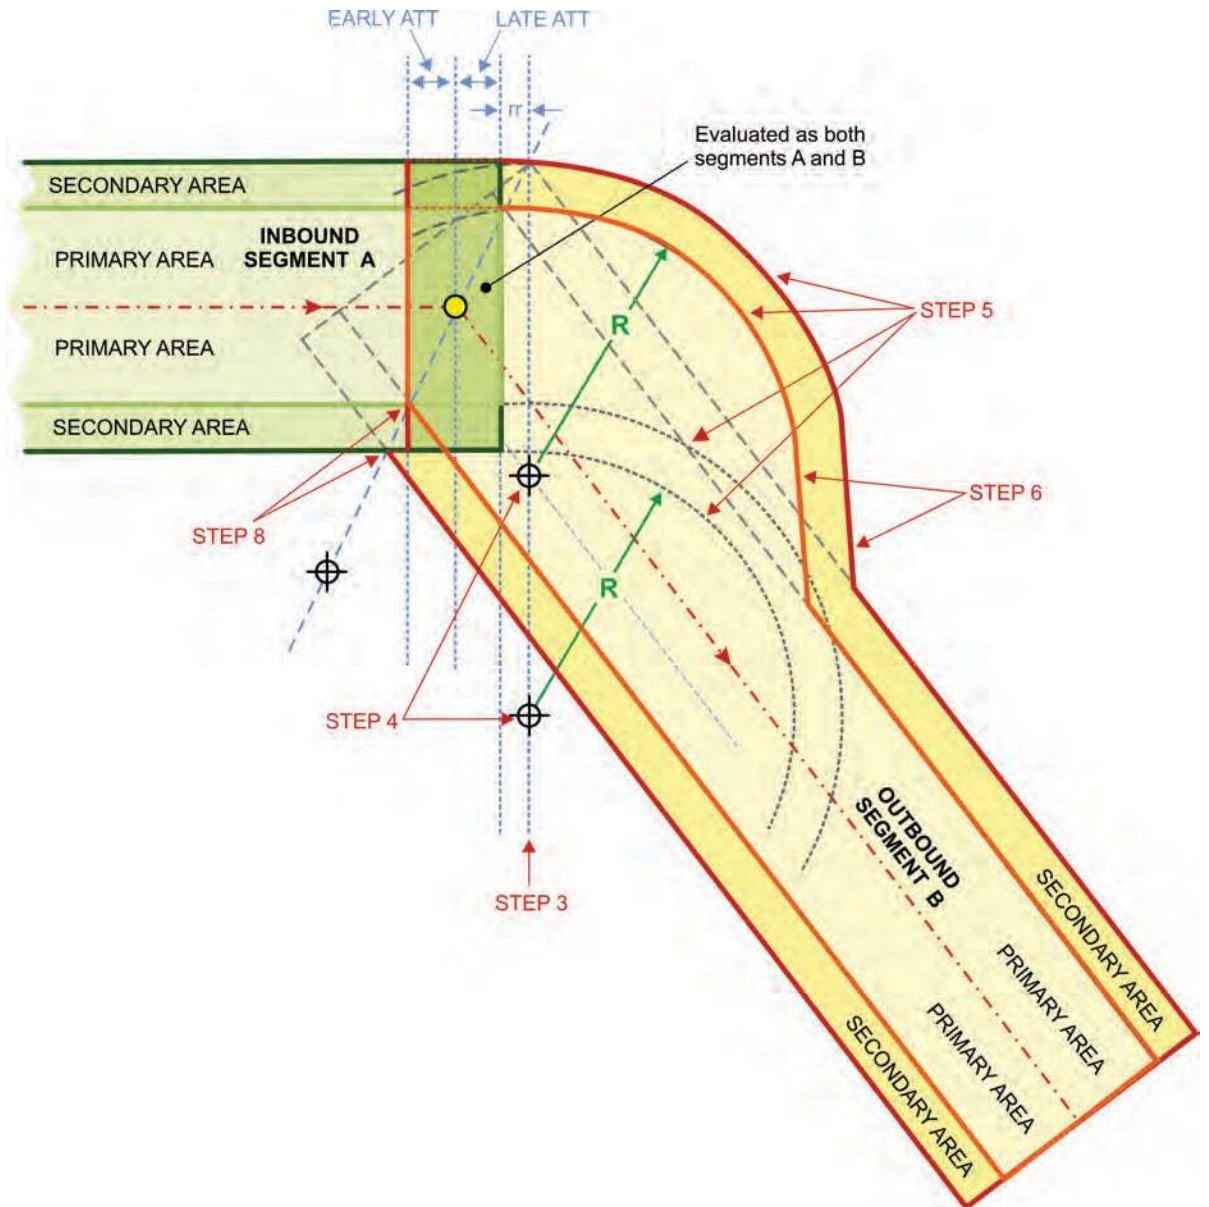 EARLY ATT
LATE ATT
rr
Evaluated as both
segments A and B
SECONDARY AREA
INBOUND
SEGMENT A
PRIMARY AREA
PRIMARY AREA
SECONDARY AREA
R
STEP 5
STEP 6
STEP 8
R
STEP 4
STEP 3
OUTBOUND
SEGMENT B
SECONDARY AREA
PRIMARY AREA
PRIMARY AREA
SECONDARY AREA